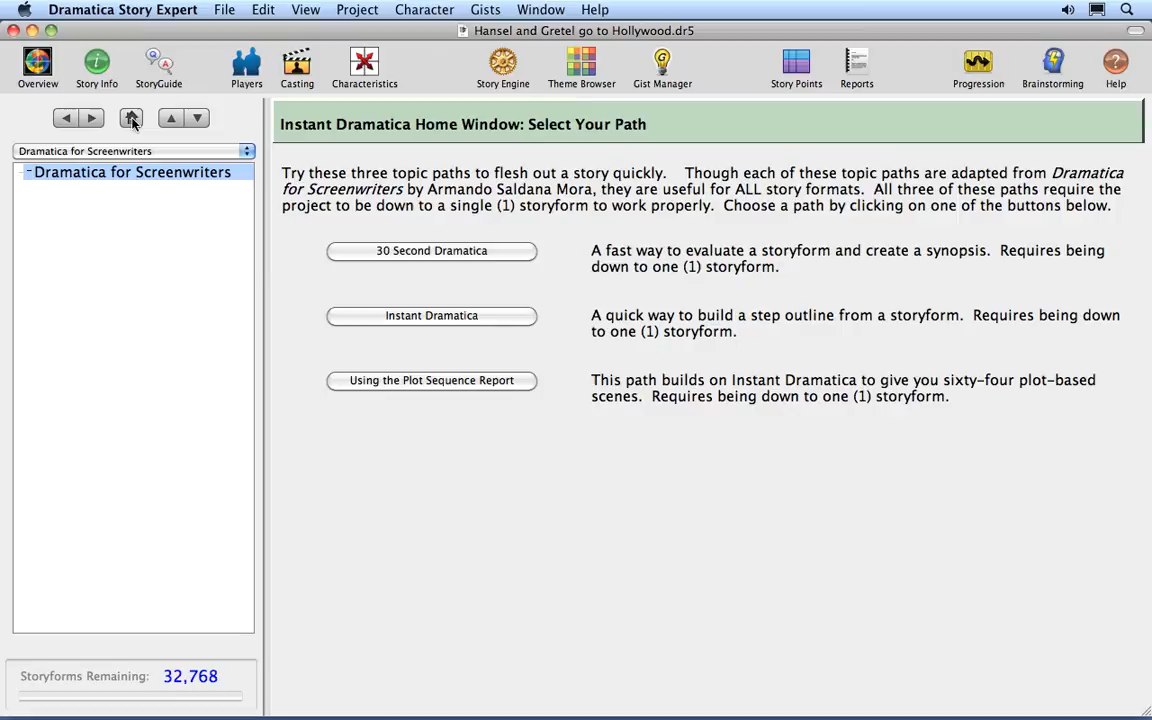 Dramatica Story Expert File Edit View Project Character Gists Window Help
Hansel and Gretel go to Hollywood.dr5
Overview Story Info StoryGuide Players Casting Characteristics Story Engine Theme Browser Gist Manager Story Points Reports Progression Brainstorming Help
Dramatica for Screenwriters
Dramatica for Screenwriters
Storyforms Remaining: 32,768
Instant Dramatica Home Window: Select Your Path
Try these three topic paths to flesh out a story quickly. Though each of these topic paths are adapted from Dramatica
for Screenwriters by Armando Saldana Mora, they are useful for ALL story formats. All three of these paths require the
project to be down to a single (1) storyform to work properly. Choose a path by clicking on one of the buttons below.
30 Second Dramatica
A fast way to evaluate a storyform and create a synopsis. Requires being
down to one (1) storyform.
Instant Dramatica
A quick way to build a step outline from a storyform. Requires being down
to one (1) storyform.
Using the Plot Sequence Report
This path builds on Instant Dramatica to give you sixty-four plot-based
scenes. Requires being down to one (1) storyform.